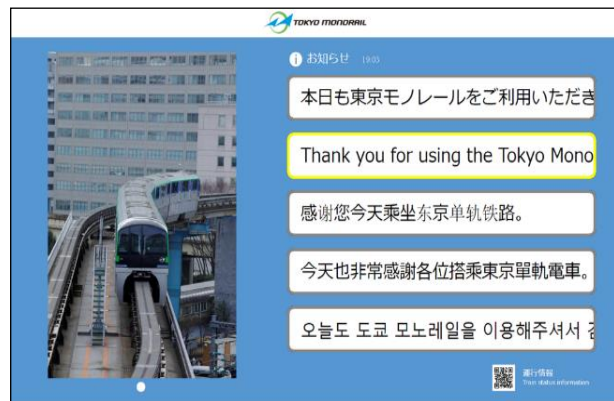 TOKYO MONORAIL
お知らせ
本日も東京モノレールをご利用いただき
Thank you for using the Tokyo Mono
感谢您今天乘坐东京单轨铁路。
今天也非常感謝各位搭乘東京單軌電車。
오늘도 도쿄 모노레일을 이용해주셔서
運行情報
Train status information